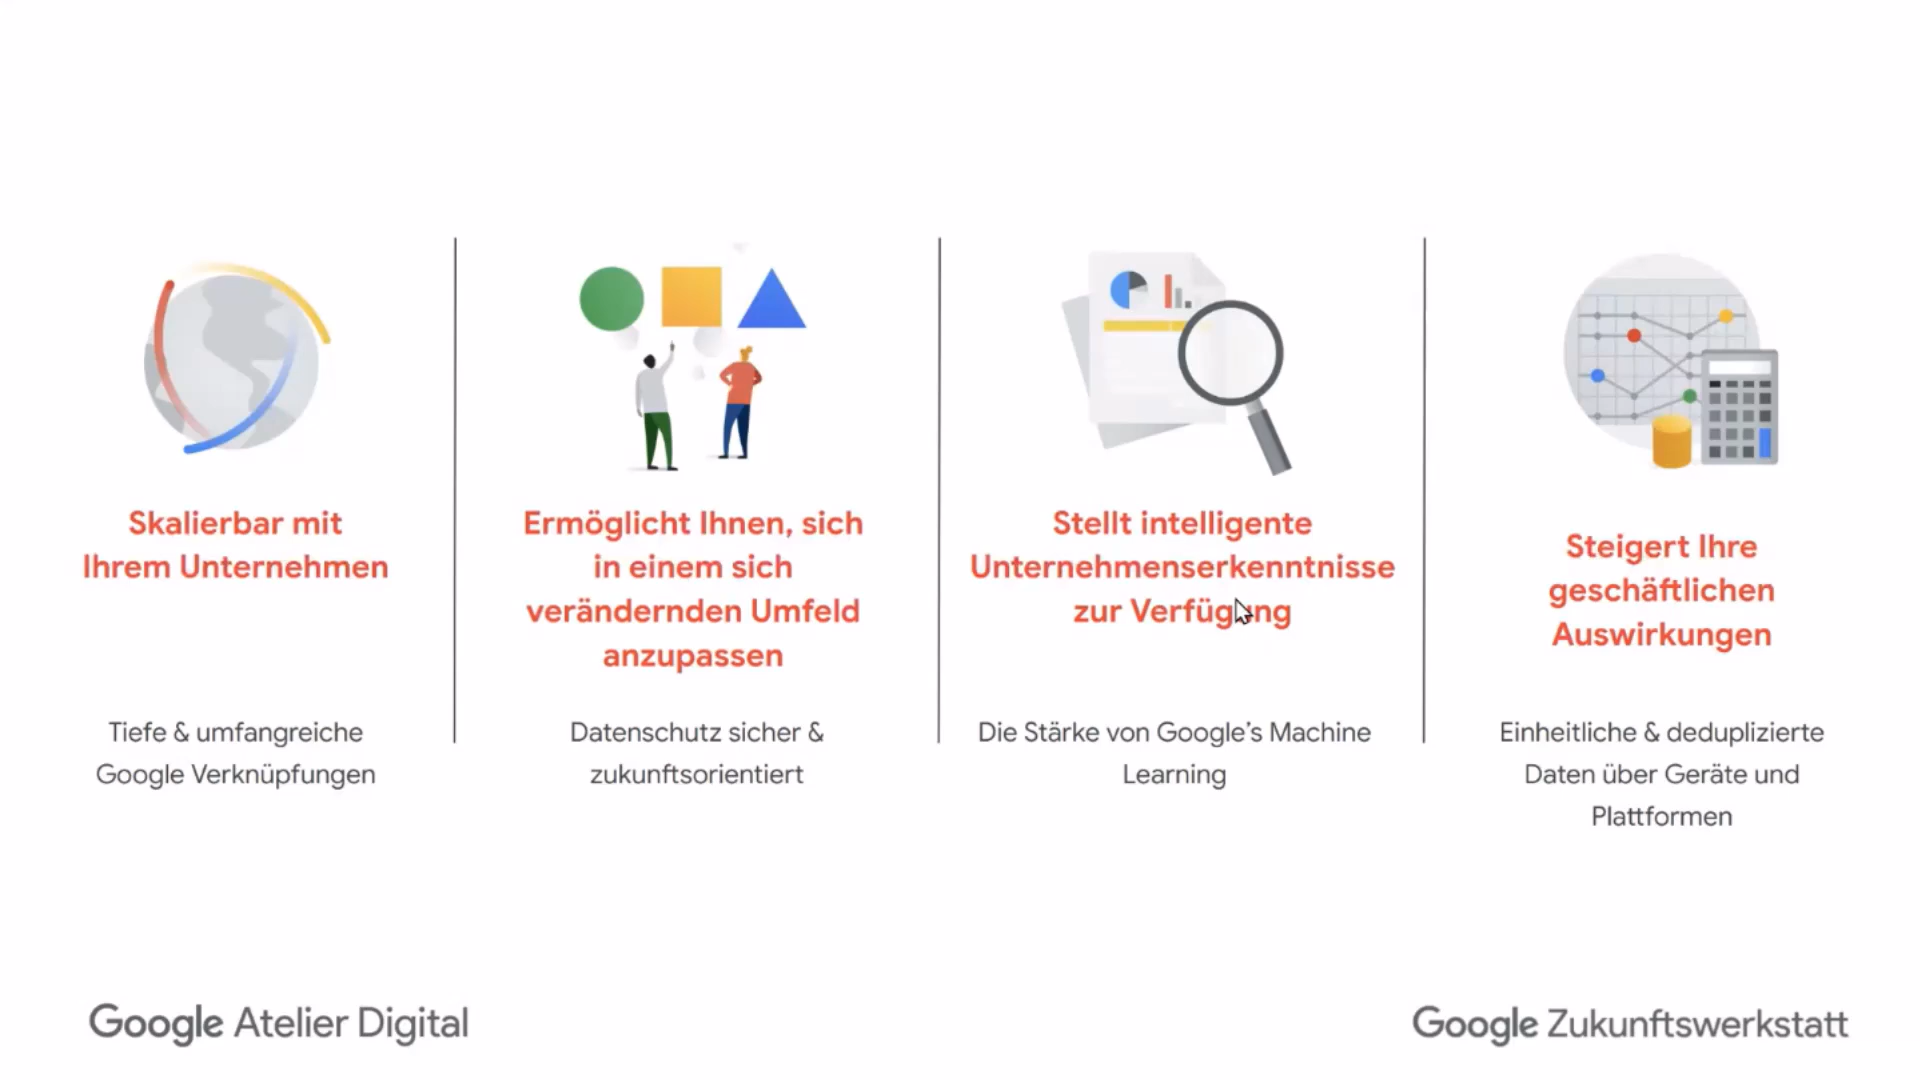 Skalierbar mit
Ihrem Unternehmen
Tiefe & umfangreiche
Google Verknüpfungen
Ermöglicht Ihnen, sich
in einem sich
verändernden Umfeld
anzupassen
Datenschutz sicher &
zukunftsorientiert
Stellt intelligente
Unternehmenserkenntnisse
zur Verfügung
Die Stärke von Google’s Machine
Learning
Steigert Ihre
geschäftlichen
Auswirkungen
Einheitliche & deduplizierte
Daten über Geräte und
Plattformen
Google Atelier Digital
Google Zukunftswerkstatt